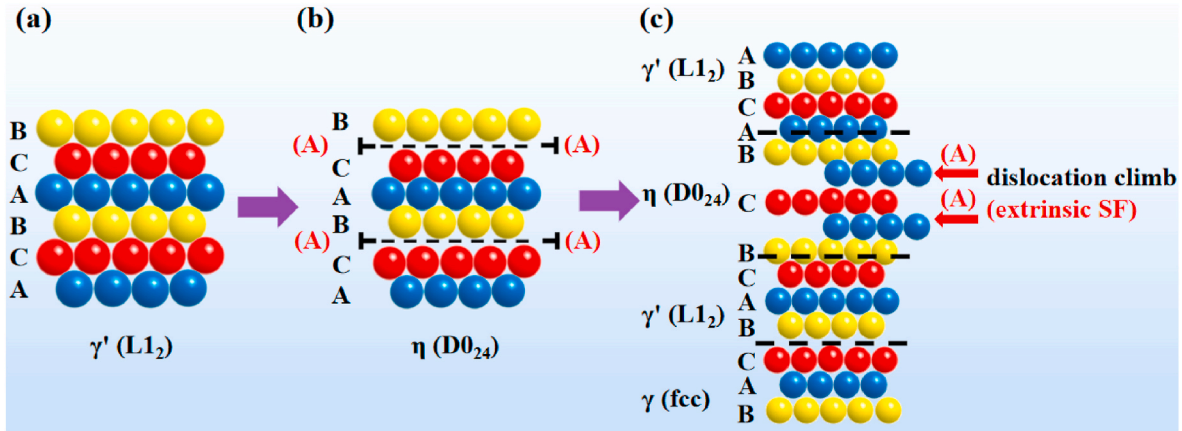 (a)
B
C
A
B
C
A
γ' (L1₂)
(b)
B
(A) (A)
C
A
B
(A) (A)
C
A
η (D0₂₄)
(c)
γ' (L1₂)
A
B
C
A
B
(A)
dislocation climb
η (D0₂₄)
C
(A)
(extrinsic SF)
B
C
γ' (L1₂)
A
B
C
A
γ (fcc)
B